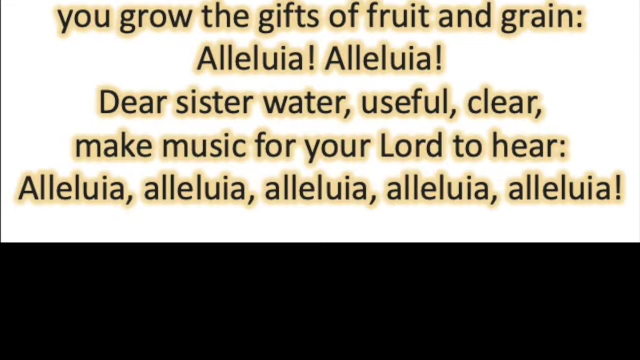 you grow the gifts of fruit and grain:
Alleluia! Alleluia!
Dear sister water, useful, clear,
make music for your Lord to hear:
Alleluia, alleluia, alleluia, alleluia, alleluia!